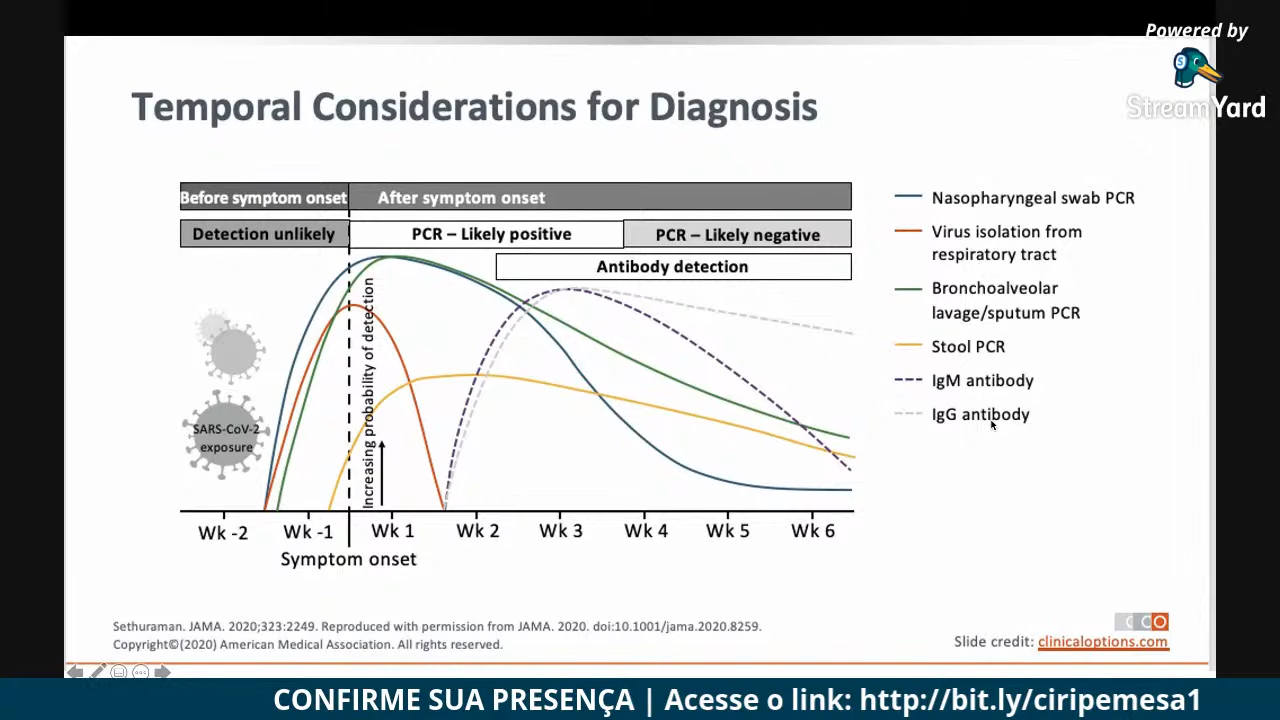 Powered by
StreamYard
Temporal Considerations for Diagnosis
Before symptom onset
After symptom onset
Detection unlikely
PCR – Likely positive
PCR – Likely negative
Antibody detection
Increasing probability of detection
SARS-CoV-2
exposure
Nasopharyngeal swab PCR
Virus isolation from
respiratory tract
Bronchoalveolar
lavage/sputum PCR
Stool PCR
IgM antibody
IgG antibody
Wk -2
Wk -1
Wk 1
Wk 2
Wk 3
Wk 4
Wk 5
Wk 6
Symptom onset
Sethuraman. JAMA. 2020;323:2249. Reproduced with permission from JAMA. 2020. doi:10.1001/jama.2020.8259.
Copyright©(2020) American Medical Association. All rights reserved.
CCO
Slide credit: clinicaloptions.com
CONFIRME SUA PRESENÇA | Acesse o link: http://bit.ly/ciripemesa1